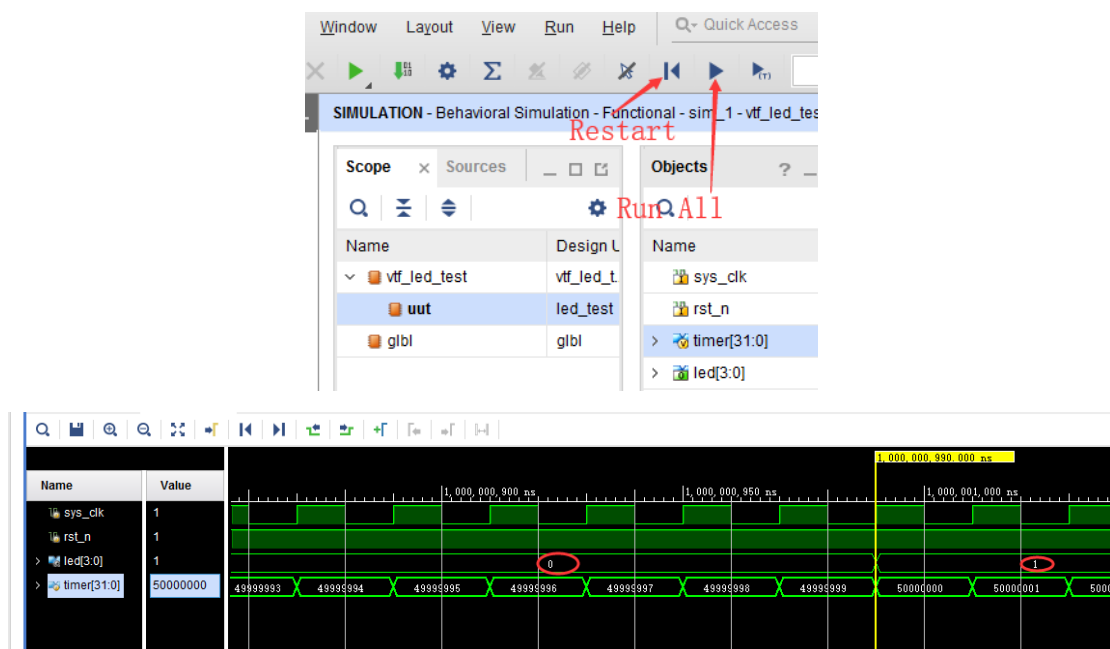 Window Layout View Run Help Quick Access
(T)
SIMULATION - Behavioral Simulation - Functional - sim_1 - vtf_led_tes
Restart
Scope Sources Objects ?
Run All
Name Design U Name
vtf_led_test vtf_led_t. sys_clk
uut led_test rst_n
glbl glbl timer[31:0]
led[3:0]
1,000,000,990.000 ns
Name Value
1,000,000,900 ns 1,000,000,950 ns 1,000,001,000 ns
sys_clk 1
rst_n 1
led[3:0] 1 0 1
timer[31:0] 50000000 49999993 49999994 49999995 49999996 49999997 49999998 49999999 50000000 50000001 5000